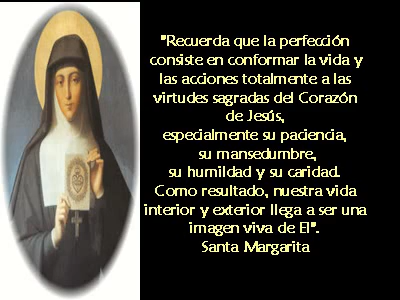 "Recuerda que la perfección
consiste en conformar la vida y
las acciones totalmente a las
virtudes sagradas del Corazón
de Jesús,
especialmente su paciencia,
su mansedumbre,
su humildad y su caridad.
Como resultado, nuestra vida
interior y exterior llega a ser una
imagen viva de El".
Santa Margarita